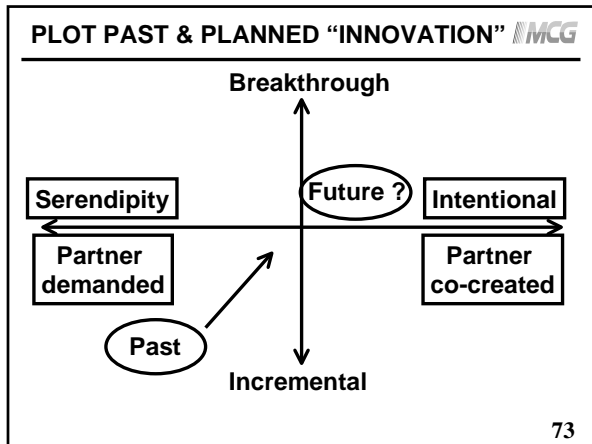 PLOT PAST & PLANNED “INNOVATION” MCG
Breakthrough
Serendipity
Future ?
Intentional
Partner
demanded
Partner
co-created
Past
Incremental
73